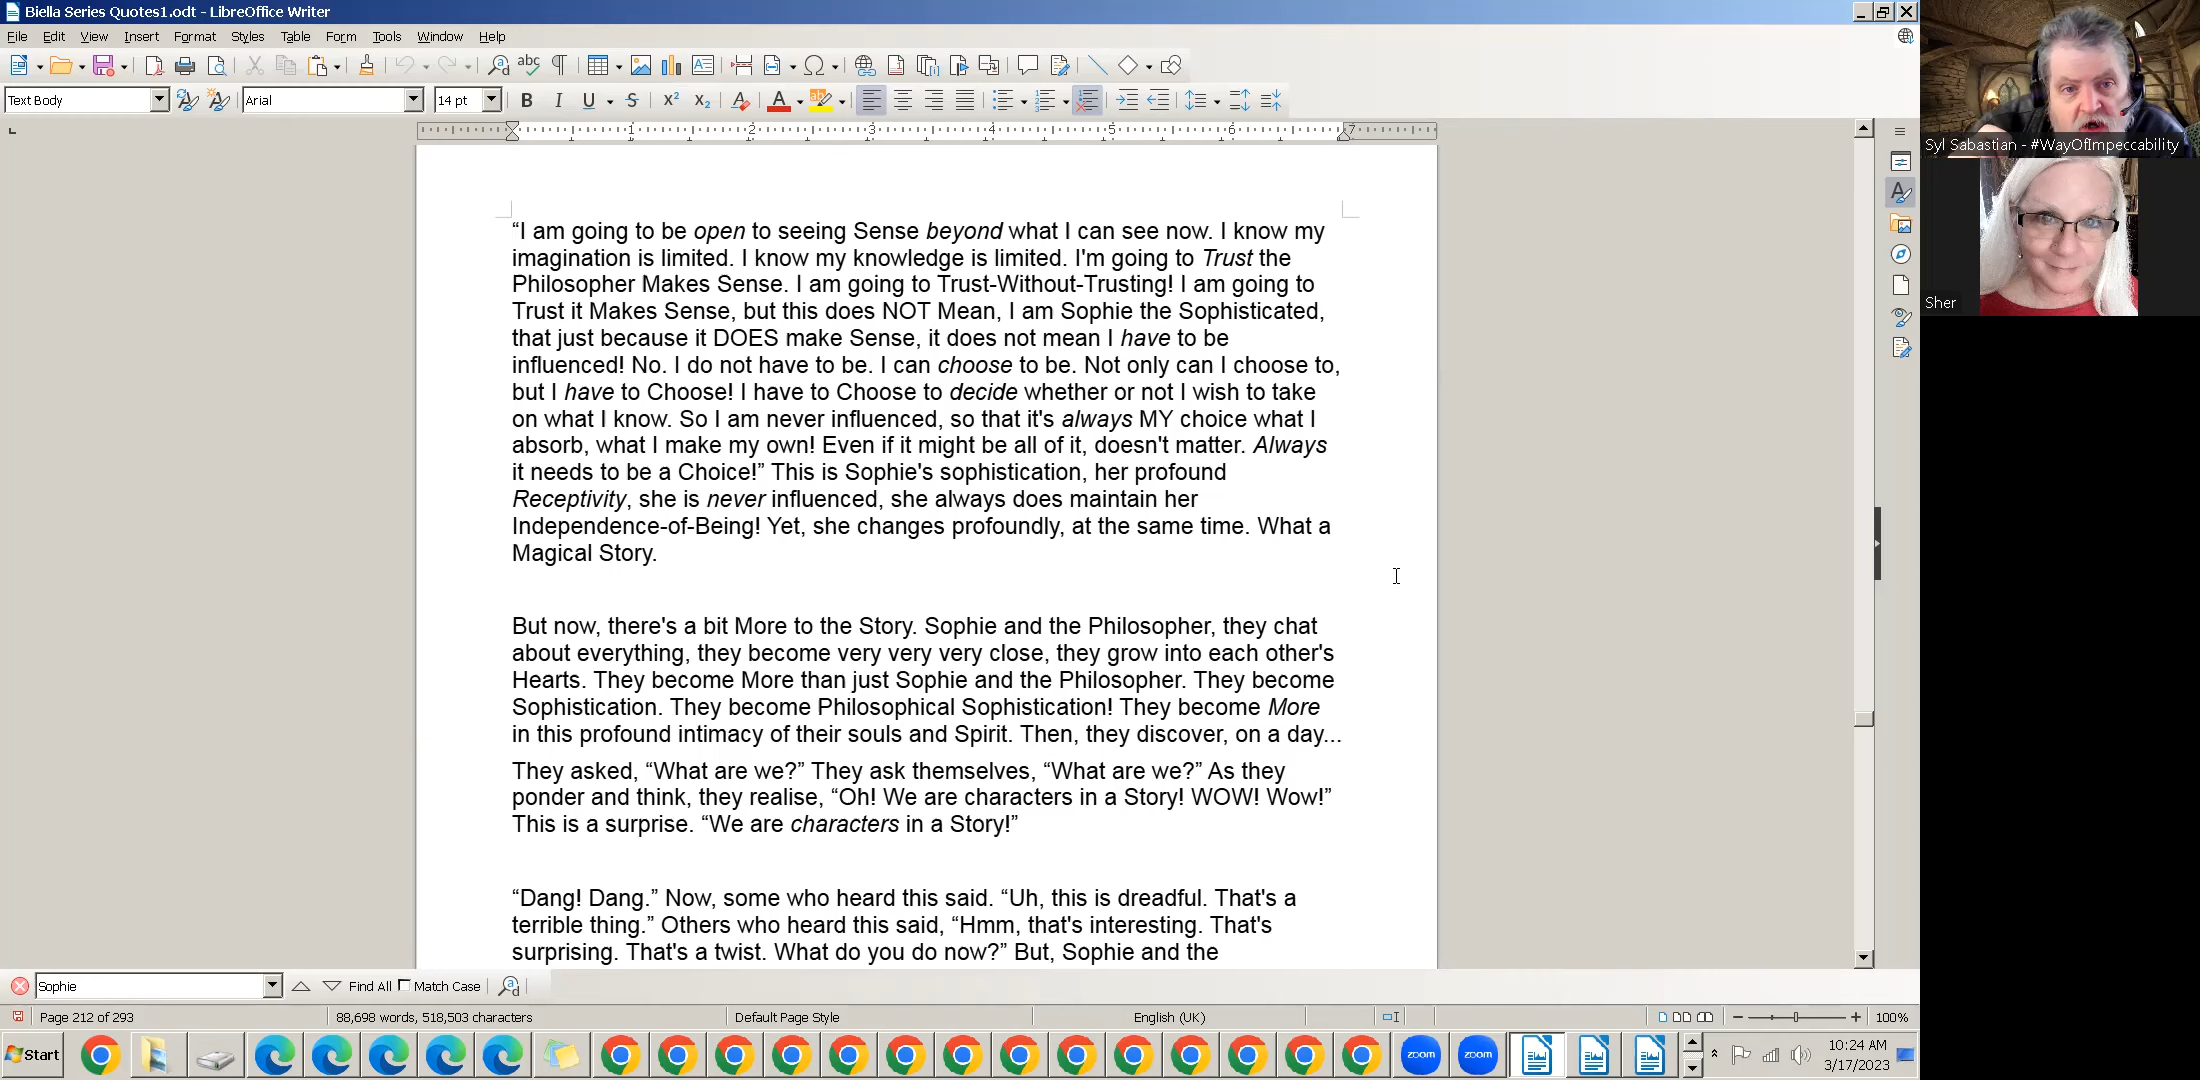 Biella Series Quotes1.odt - LibreOffice Writer
File Edit View Insert Format Styles Table Form Tools Window Help
Text Body Arial 14 pt
1 2 3 4 5 6 7
“I am going to be open to seeing Sense beyond what I can see now. I know my
imagination is limited. I know my knowledge is limited. I'm going to Trust the
Philosopher Makes Sense. I am going to Trust-Without-Trusting! I am going to
Trust it Makes Sense, but this does NOT Mean, I am Sophie the Sophisticated,
that just because it DOES make Sense, it does not mean I have to be
influenced! No. I do not have to be. I can choose to be. Not only can I choose to,
but I have to Choose! I have to Choose to decide whether or not I wish to take
on what I know. So I am never influenced, so that it's always MY choice what I
absorb, what I make my own! Even if it might be all of it, doesn't matter. Always
it needs to be a Choice!” This is Sophie's sophistication, her profound
Receptivity, she is never influenced, she always does maintain her
Independence-of-Being! Yet, she changes profoundly, at the same time. What a
Magical Story.
But now, there's a bit More to the Story. Sophie and the Philosopher, they chat
about everything, they become very very very close, they grow into each other's
Hearts. They become More than just Sophie and the Philosopher. They become
Sophistication. They become Philosophical Sophistication! They become More
in this profound intimacy of their souls and Spirit. Then, they discover, on a day...
They asked, “What are we?” They ask themselves, “What are we?” As they
ponder and think, they realise, “Oh! We are characters in a Story! WOW! Wow!”
This is a surprise. “We are characters in a Story!”
“Dang! Dang.” Now, some who heard this said. “Uh, this is dreadful. That's a
terrible thing.” Others who heard this said, “Hmm, that's interesting. That's
surprising. That's a twist. What do you do now?” But, Sophie and the
Sophie Find All Match Case
Page 212 of 293 88,698 words, 518,503 characters Default Page Style English (UK) 100%
Start zoom zoom 10:24 AM
3/17/2023
Syl Sabastian - #WayOfImpeccability
Sher